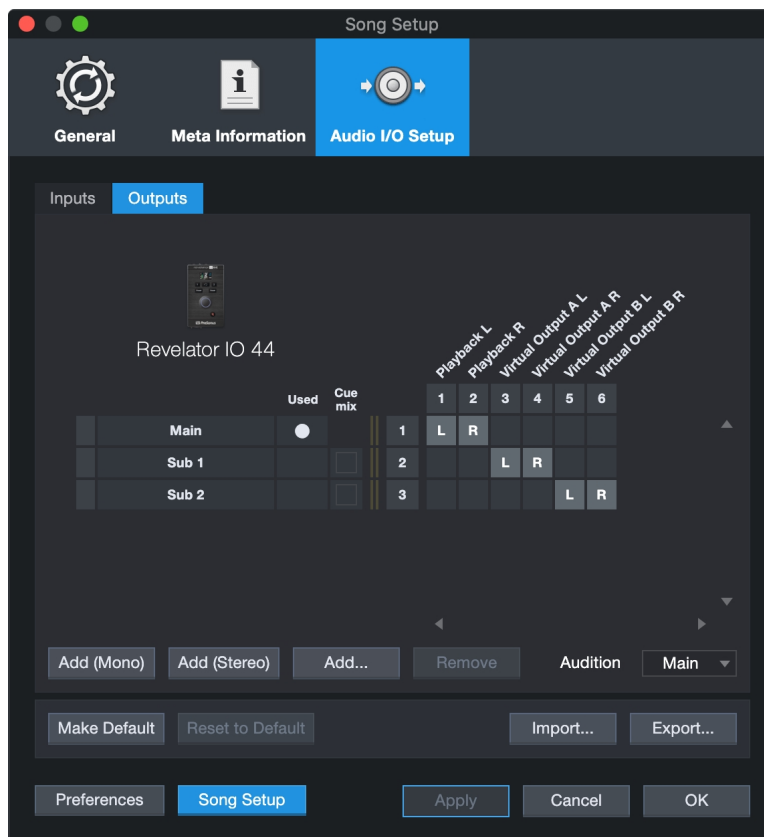 Song Setup
General
Meta Information
Audio I/O Setup
Inputs
Outputs
Revelator IO 44
Playback L
Playback R
Virtual Output A L
Virtual Output A R
Virtual Output B L
Virtual Output B R
Used
Cue mix
1 2 3 4 5 6
Main 1 L R
Sub 1 2 L R
Sub 2 3 L R
Add (Mono)
Add (Stereo)
Add...
Remove
Audition
Main
Make Default
Reset to Default
Import...
Export...
Preferences
Song Setup
Apply
Cancel
OK